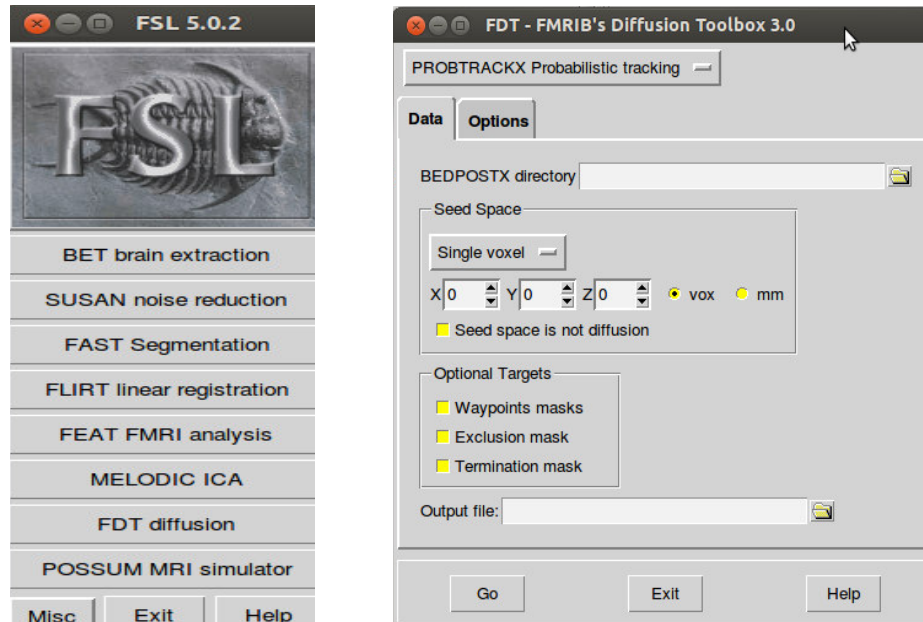 FSL 5.0.2
FSL
BET brain extraction
SUSAN noise reduction
FAST Segmentation
FLIRT linear registration
FEAT FMRI analysis
MELODIC ICA
FDT diffusion
POSSUM MRI simulator
Misc Exit Help
FDT - FMRIB's Diffusion Toolbox 3.0
PROBTRACKX Probabilistic tracking
Data Options
BEDPOSTX directory
Seed Space
Single voxel
X 0 Y 0 Z 0 vox mm
Seed space is not diffusion
Optional Targets
Waypoints masks
Exclusion mask
Termination mask
Output file:
Go Exit Help